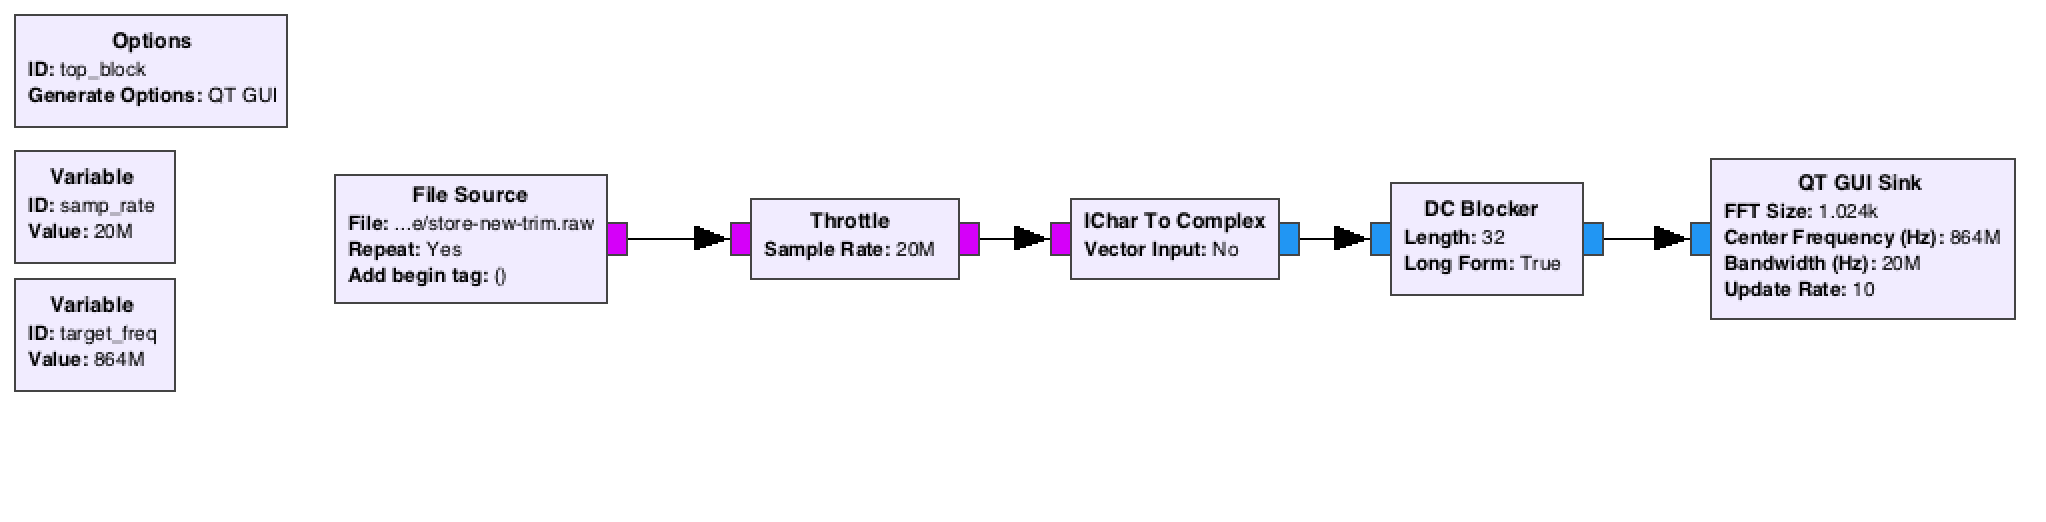 Options
ID: top_block
Generate Options: QT GUI
Variable
ID: samp_rate
Value: 20M
Variable
ID: target_freq
Value: 864M
File Source
File: ...e/store-new-trim.raw
Repeat: Yes
Add begin tag: ()
Throttle
Sample Rate: 20M
IChar To Complex
Vector Input: No
DC Blocker
Length: 32
Long Form: True
QT GUI Sink
FFT Size: 1.024k
Center Frequency (Hz): 864M
Bandwidth (Hz): 20M
Update Rate: 10